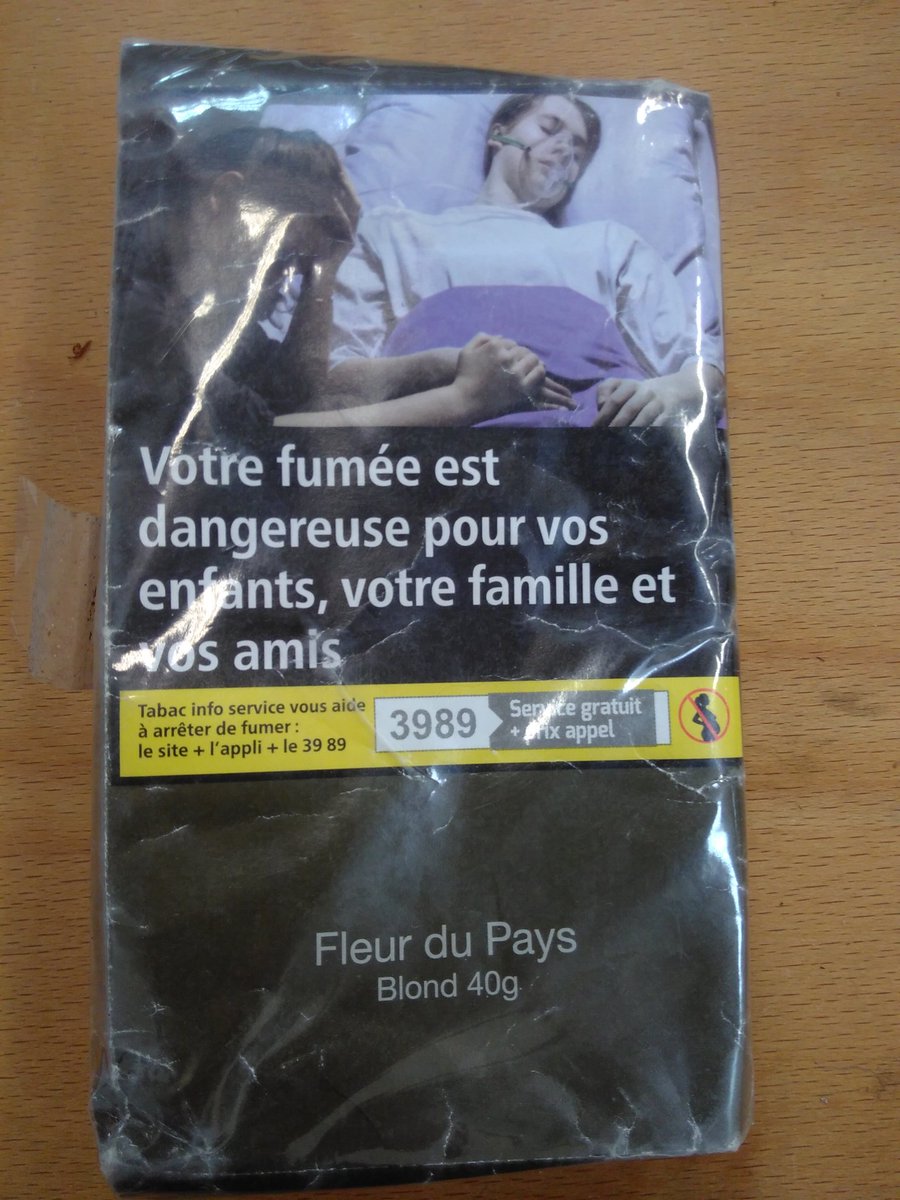 Votre fumée est
dangereuse pour vos
enfants, votre famille et
vos amis
Tabac info service vous aide
à arrêter de fumer :
le site + l'appli + le 39 89
3989
Service gratuit
+ prix appel
Fleur du Pays
Blond 40g